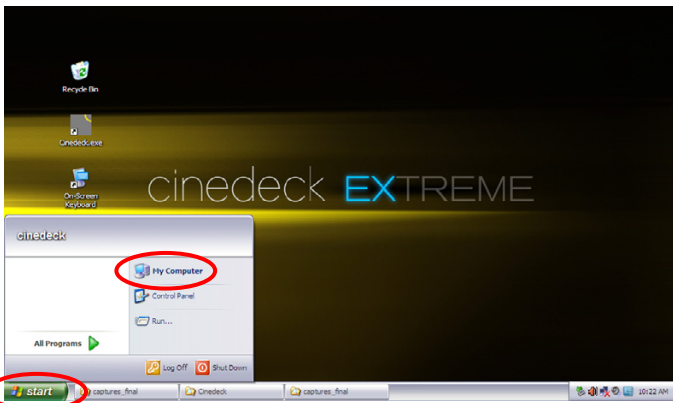 Recycle Bin
Cinedeck.exe
On-Screen
Keyboard
cinedeck EXTREME
cinedeck
My Computer
Control Panel
Run...
All Programs
Log Off
Shut Down
start
captures_final
Cinedeck
captures_final
10:22 AM